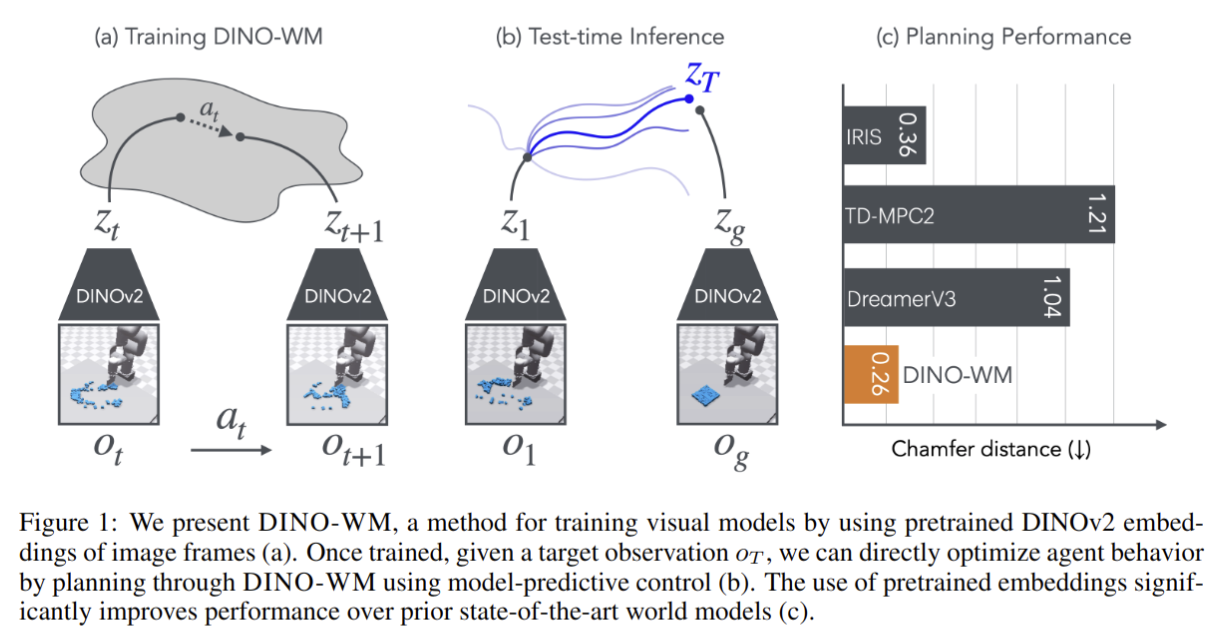 (a) Training DINO-WM
(b) Test-time Inference
(c) Planning Performance
a_t
z_t
z_{t+1}
DINOv2
DINOv2
o_t
a_t
o_{t+1}
z_T
z_1
z_g
DINOv2
DINOv2
o_1
o_g
IRIS 0.36
TD-MPC2 1.21
DreamerV3 1.04
0.26 DINO-WM
Chamfer distance (↓)
Figure 1: We present DINO-WM, a method for training visual models by using pretrained DINOv2 embed-
dings of image frames (a). Once trained, given a target observation o_T, we can directly optimize agent behavior
by planning through DINO-WM using model-predictive control (b). The use of pretrained embeddings signif-
icantly improves performance over prior state-of-the-art world models (c).